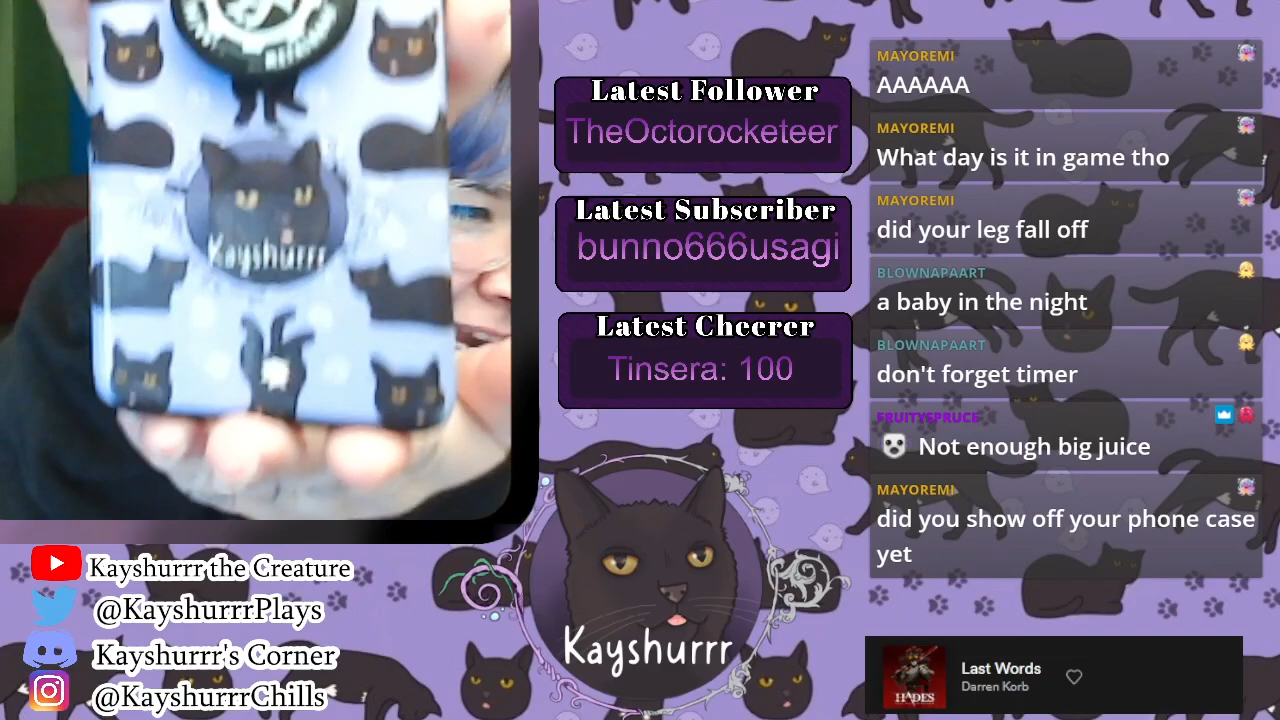 Kayshurrr
Latest Follower
TheOctorocketeer
Latest Subscriber
bunno666usagi
Latest Cheerer
Tinsera: 100
MAYOREMI
AAAAAA
MAYOREMI
What day is it in game tho
MAYOREMI
did your leg fall off
BLOWNAPAART
a baby in the night
BLOWNAPAART
don't forget timer
FRUITYSPRUCE
Not enough big juice
MAYOREMI
did you show off your phone case
yet
Kayshurrr the Creature
@KayshurrrPlays
Kayshurrr's Corner
@KayshurrrChills
Kayshurrr
HADES
Last Words
Darren Korb